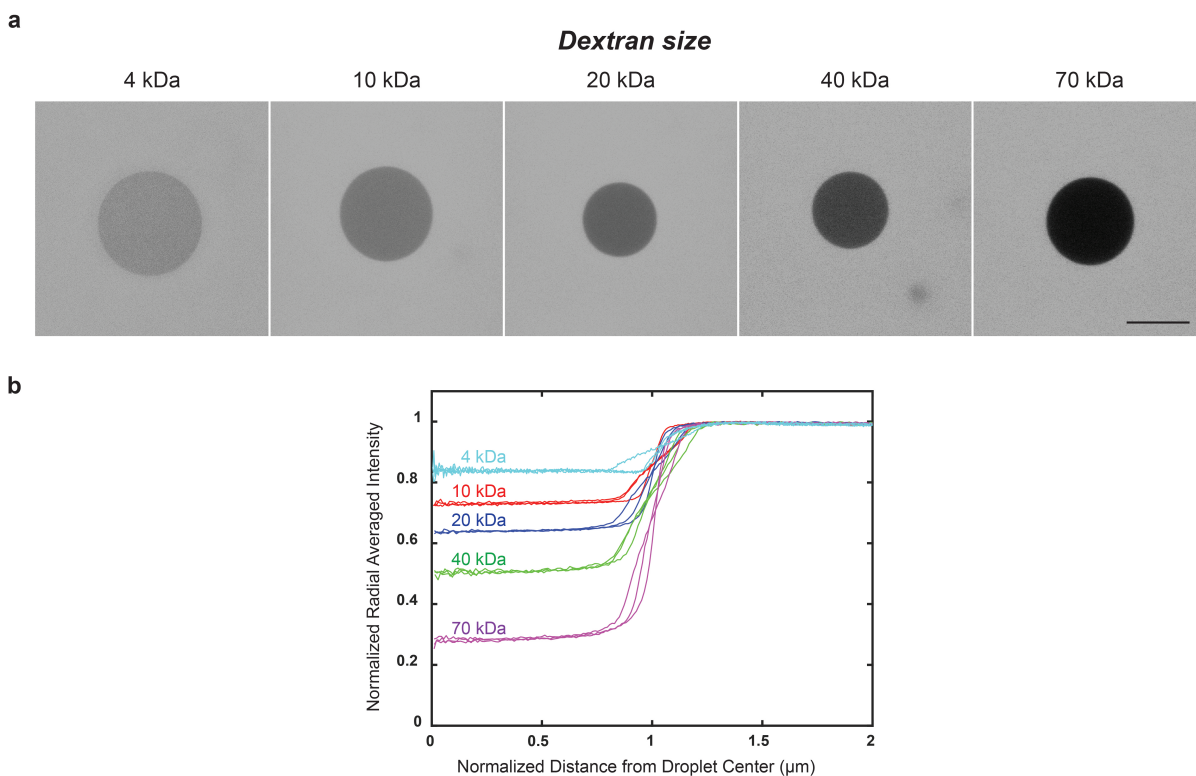 a
Dextran size
4 kDa
10 kDa
20 kDa
40 kDa
70 kDa
b
Normalized Radial Averaged Intensity
1
0.8
0.6
0.4
0.2
0
4 kDa
10 kDa
20 kDa
40 kDa
70 kDa
0
0.5
1
1.5
2
Normalized Distance from Droplet Center (μm)